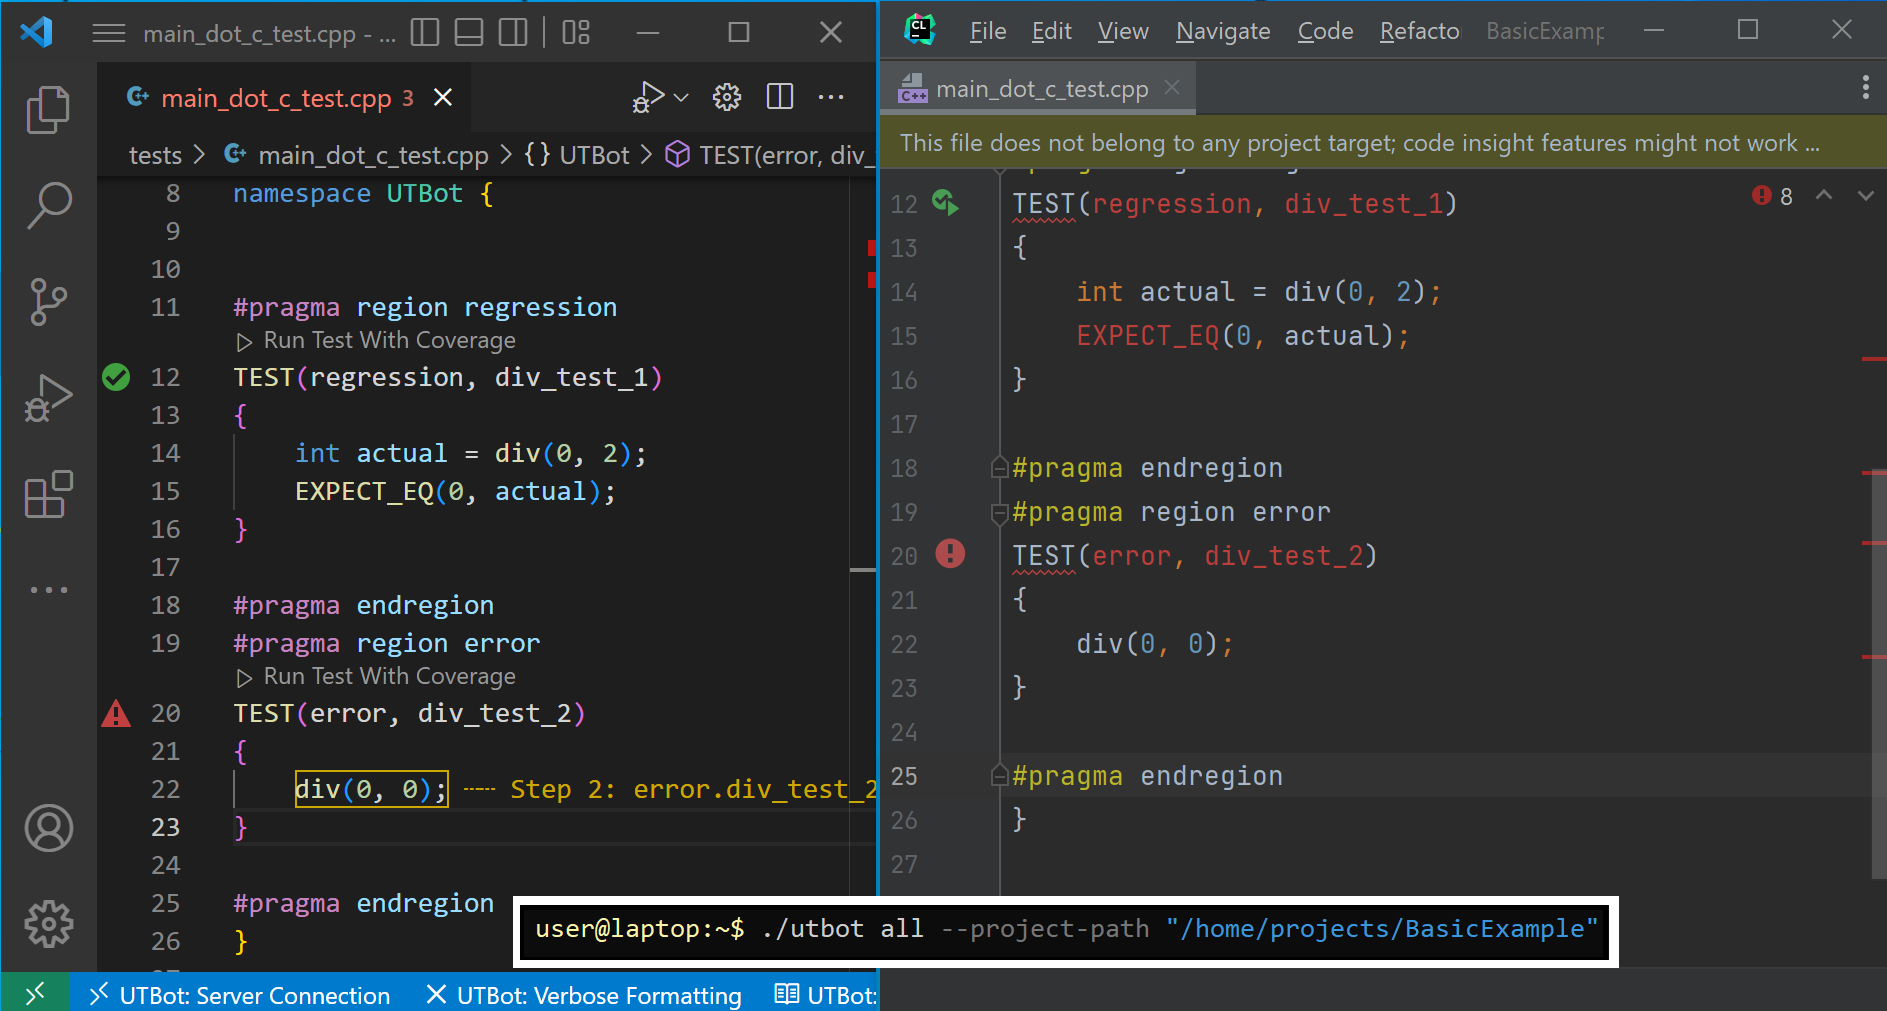 main_dot_c_test.cpp - ...
main_dot_c_test.cpp 3
tests > main_dot_c_test.cpp > {} UTBot > TEST(error, div_
8 namespace UTBot {
9
10
11 #pragma region regression
Run Test With Coverage
12 TEST(regression, div_test_1)
13 {
14 int actual = div(0, 2);
15 EXPECT_EQ(0, actual);
16 }
17
18 #pragma endregion
19 #pragma region error
Run Test With Coverage
20 TEST(error, div_test_2)
21 {
22 div(0, 0); Step 2: error.div_test_2
23 }
24
25 #pragma endregion
26 }
UTBot: Server Connection UTBot: Verbose Formatting UTBot:
CL File Edit View Navigate Code Refacto BasicExamp
C++ main_dot_c_test.cpp
This file does not belong to any project target; code insight features might not work ...
8
12 TEST(regression, div_test_1)
13 {
14 int actual = div(0, 2);
15 EXPECT_EQ(0, actual);
16 }
17
18 #pragma endregion
19 #pragma region error
20 TEST(error, div_test_2)
21 {
22 div(0, 0);
23 }
24
25 #pragma endregion
26 }
27
user@laptop:~$ ./utbot all --project-path "/home/projects/BasicExample"